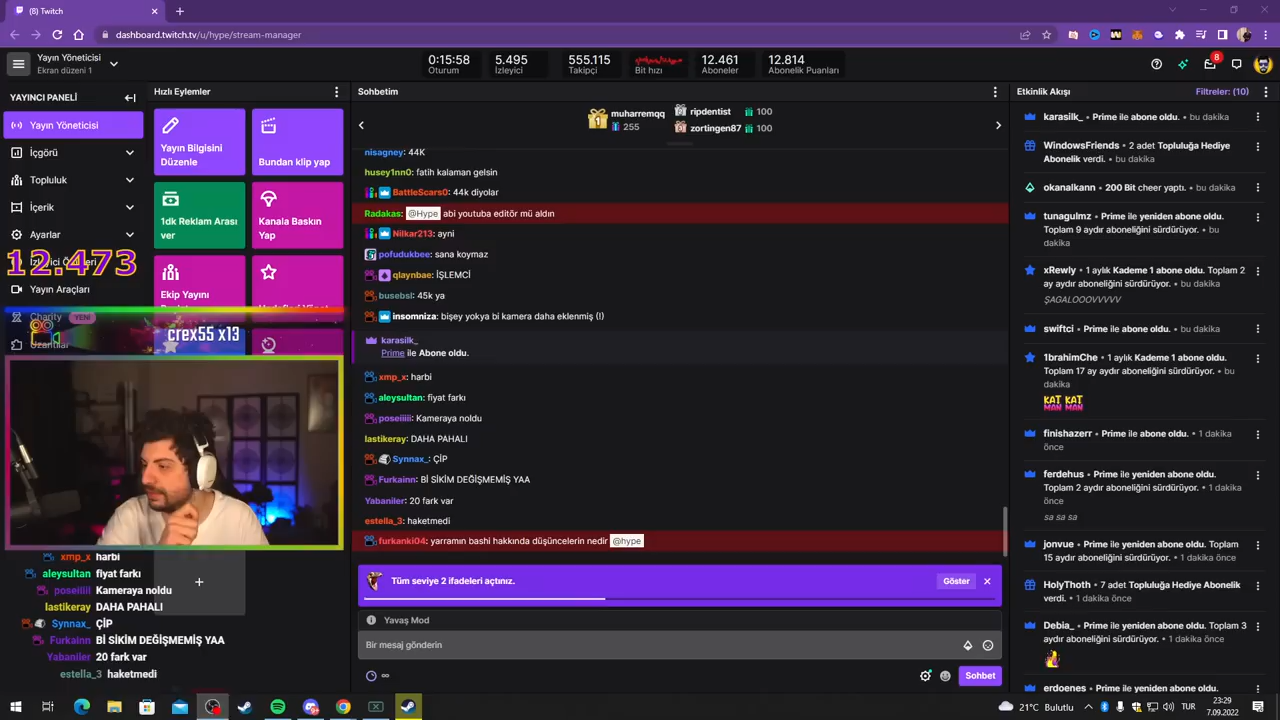 (8) Twitch
dashboard.twitch.tv/u/hype/stream-manager
Yayın Yöneticisi
Ekran düzeni 1
0:15:58
Oturum
5.495
İzleyici
555.115
Takipçi
Bit hızı
12.461
Aboneler
12.814
Abonelik Puanları
8
YAYINCI PANELİ
Yayın Yöneticisi
İçgörü
Topluluk
İçerik
Ayarlar
12.473
Yayın Araçları
Charity YENİ
crex55 x13
Hızlı Eylemler
Yayın Bilgisini
Düzenle
Bundan klip yap
1dk Reklam Arası
ver
Kanala Baskın
Yap
Ekip Yayını
Sohbetim
1 muharremqq
255
ripdentist 100
zortingen87 100
nisagney: 44K
husey1nn0: fatih kalaman gelsin
BattleScars0: 44k diyolar
Radakas: @Hype abi youtuba editör mü aldın
Nilkar213: ayni
pofudukbee: sana koymaz
qlaynbae: İŞLEMCİ
busebsl: 45k ya
insomniza: bişey yokya bi kamera daha eklenmiş (!)
karasilk_
Prime ile Abone oldu.
xmp_x: harbi
aleysultan: fiyat farkı
poseiiiii: Kameraya noldu
lastikeray: DAHA PAHALI
Synnax_: ÇİP
Furkainn: Bİ SİKİM DEĞİŞMEMİŞ YAA
Yabaniler: 20 fark var
estella_3: haketmedi
furkanki04: yarramın bashi hakkında düşüncelerin nedir @hype
Tüm seviye 2 ifadeleri açtınız.
Göster
Yavaş Mod
Bir mesaj gönderin
Sohbet
xmp_x harbi
aleysultan fiyat farkı
poseiiiii Kameraya noldu
lastikeray DAHA PAHALI
Synnax_ ÇİP
Furkainn Bİ SİKİM DEĞİŞMEMİŞ YAA
Yabaniler 20 fark var
estella_3 haketmedi
Etkinlik Akışı
Filtreler: (10)
karasilk_ • Prime ile abone oldu. • bu dakika
WindowsFriends • 2 adet Topluluğa Hediye
Abonelik verdi. • bu dakika
okanalkann • 200 Bit cheer yaptı. • bu dakika
tunagulmz • Prime ile yeniden abone oldu.
Toplam 9 aydır aboneliğini sürdürüyor. • bu
dakika
xRewly • 1 aylık Kademe 1 abone oldu. Toplam 2
aydır aboneliğini sürdürüyor. • bu dakika
ŞAGALOOOVVVVV
swiftci • Prime ile abone oldu. • bu dakika
1brahimChe • 1 aylık Kademe 1 abone oldu.
Toplam 17 ay aydır aboneliğini sürdürüyor. • bu
dakika
KAT KAT
MAN MAN
finishazerr • Prime ile abone oldu. • 1 dakika
önce
ferdehus • Prime ile yeniden abone oldu.
Toplam 2 aydır aboneliğini sürdürüyor. • 1 dakika
önce
sa sa sa
jonvue • Prime ile yeniden abone oldu. Toplam
15 aydır aboneliğini sürdürüyor. • 1 dakika önce
HolyThoth • 7 adet Topluluğa Hediye Abonelik
verdi. • 1 dakika önce
Debia_ • Prime ile yeniden abone oldu. Toplam 3
aydır aboneliğini sürdürüyor. • 1 dakika önce
erdoenes • Prime ile yeniden abone oldu.
21°C Bulutlu
TUR
23:29
7.09.2022